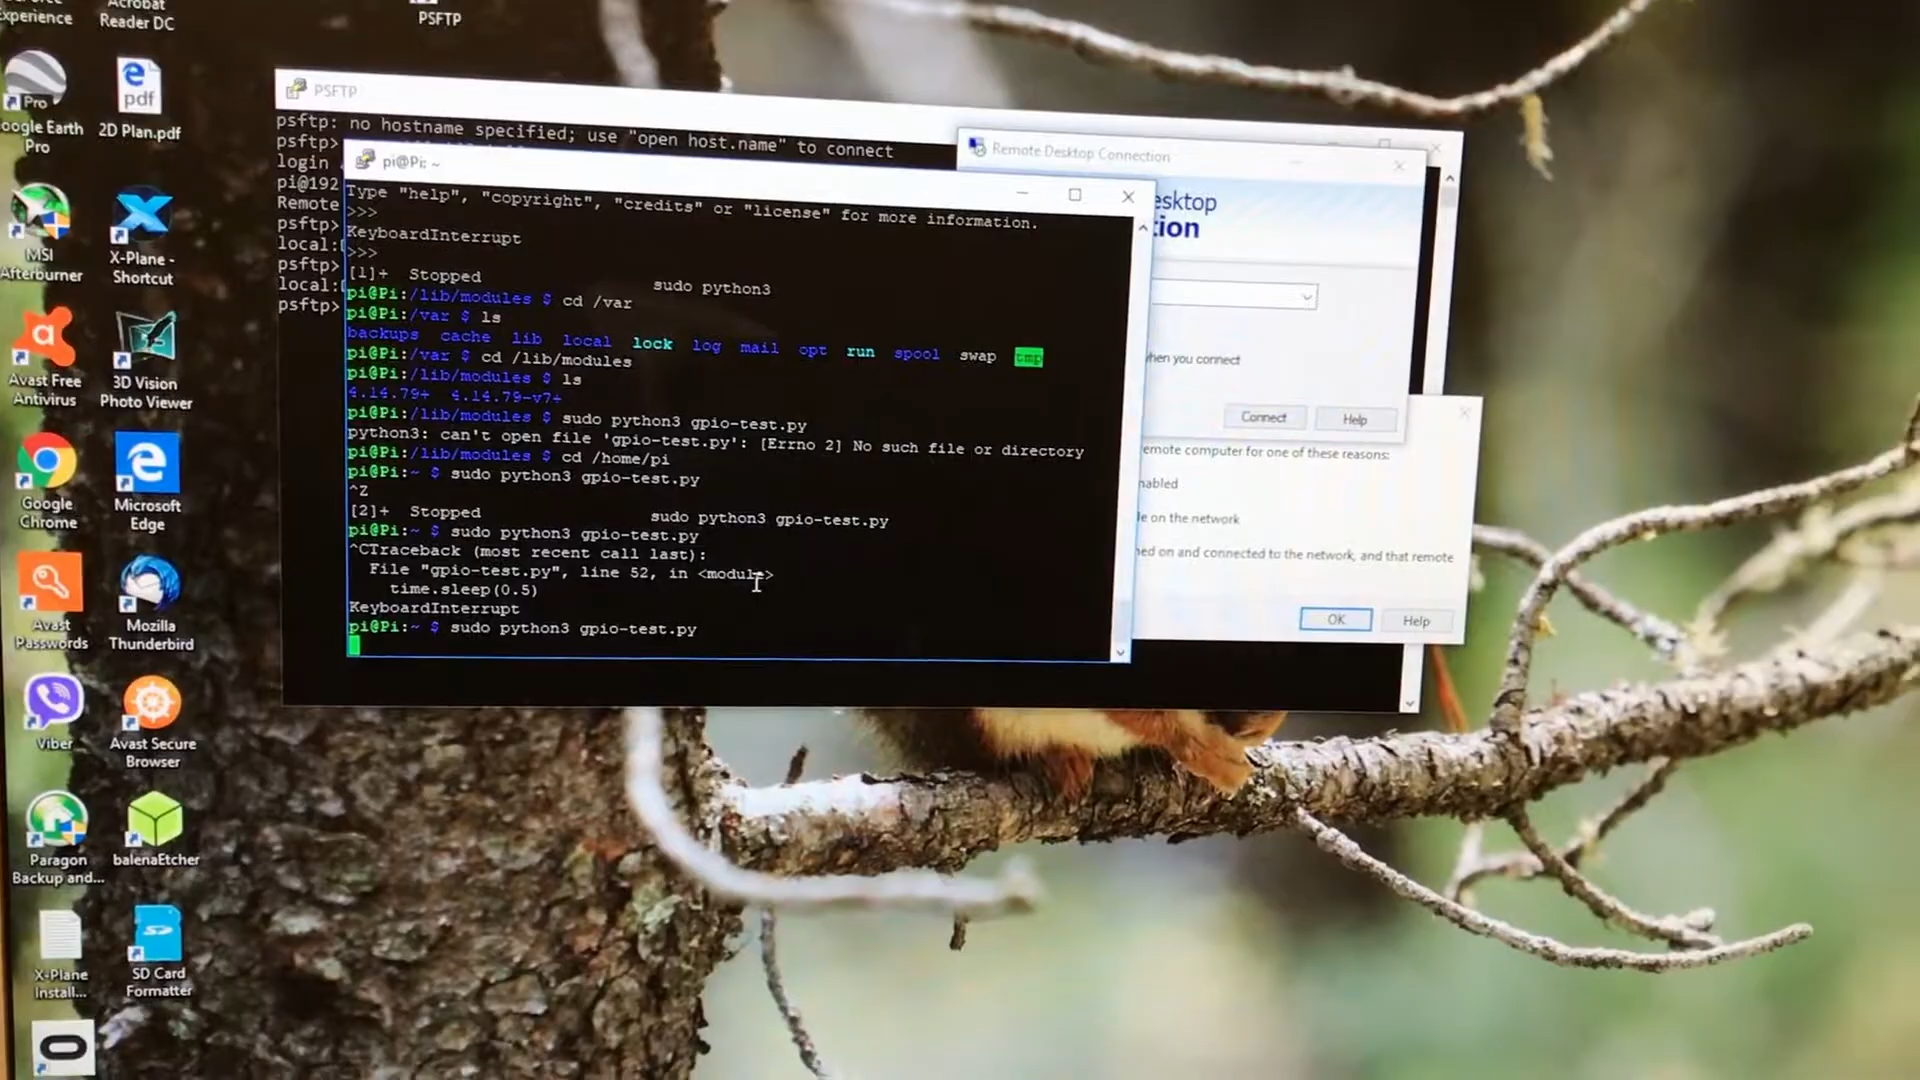 Experience
Acrobat
Reader DC
PSFTP
Pro
oogle Earth
Pro
pdf
2D Plan.pdf
MSI
Afterburner
X-Plane -
Shortcut
Avast Free
Antivirus
3D Vision
Photo Viewer
Google
Chrome
Microsoft
Edge
Avast
Passwords
Mozilla
Thunderbird
Viber
Avast Secure
Browser
Paragon
Backup and...
balenaEtcher
X-Plane
Install...
SD Card
Formatter
PSFTP
psftp: no hostname specified; use "open host.name" to connect
psftp>
login
pi@192
Remote
psftp>
local:
psftp>
local:
psftp>
pi@Pi: ~
Type "help", "copyright", "credits" or "license" for more information.
>>>
KeyboardInterrupt
>>>
[1]+ Stopped sudo python3
pi@Pi:/lib/modules $ cd /var
pi@Pi:/var $ ls
backups cache lib local lock log mail opt run spool swap tmp
pi@Pi:/var $ cd /lib/modules
pi@Pi:/lib/modules $ ls
4.14.79+ 4.14.79-v7+
pi@Pi:/lib/modules $ sudo python3 gpio-test.py
python3: can't open file 'gpio-test.py': [Errno 2] No such file or directory
pi@Pi:/lib/modules $ cd /home/pi
pi@Pi:~ $ sudo python3 gpio-test.py
^Z
[2]+ Stopped sudo python3 gpio-test.py
pi@Pi:~ $ sudo python3 gpio-test.py
^CTraceback (most recent call last):
File "gpio-test.py", line 52, in <module>
time.sleep(0.5)
KeyboardInterrupt
pi@Pi:~ $ sudo python3 gpio-test.py
Remote Desktop Connection
esktop
tion
when you connect
Connect Help
emote computer for one of these reasons:
nabled
le on the network
ned on and connected to the network, and that remote
OK Help